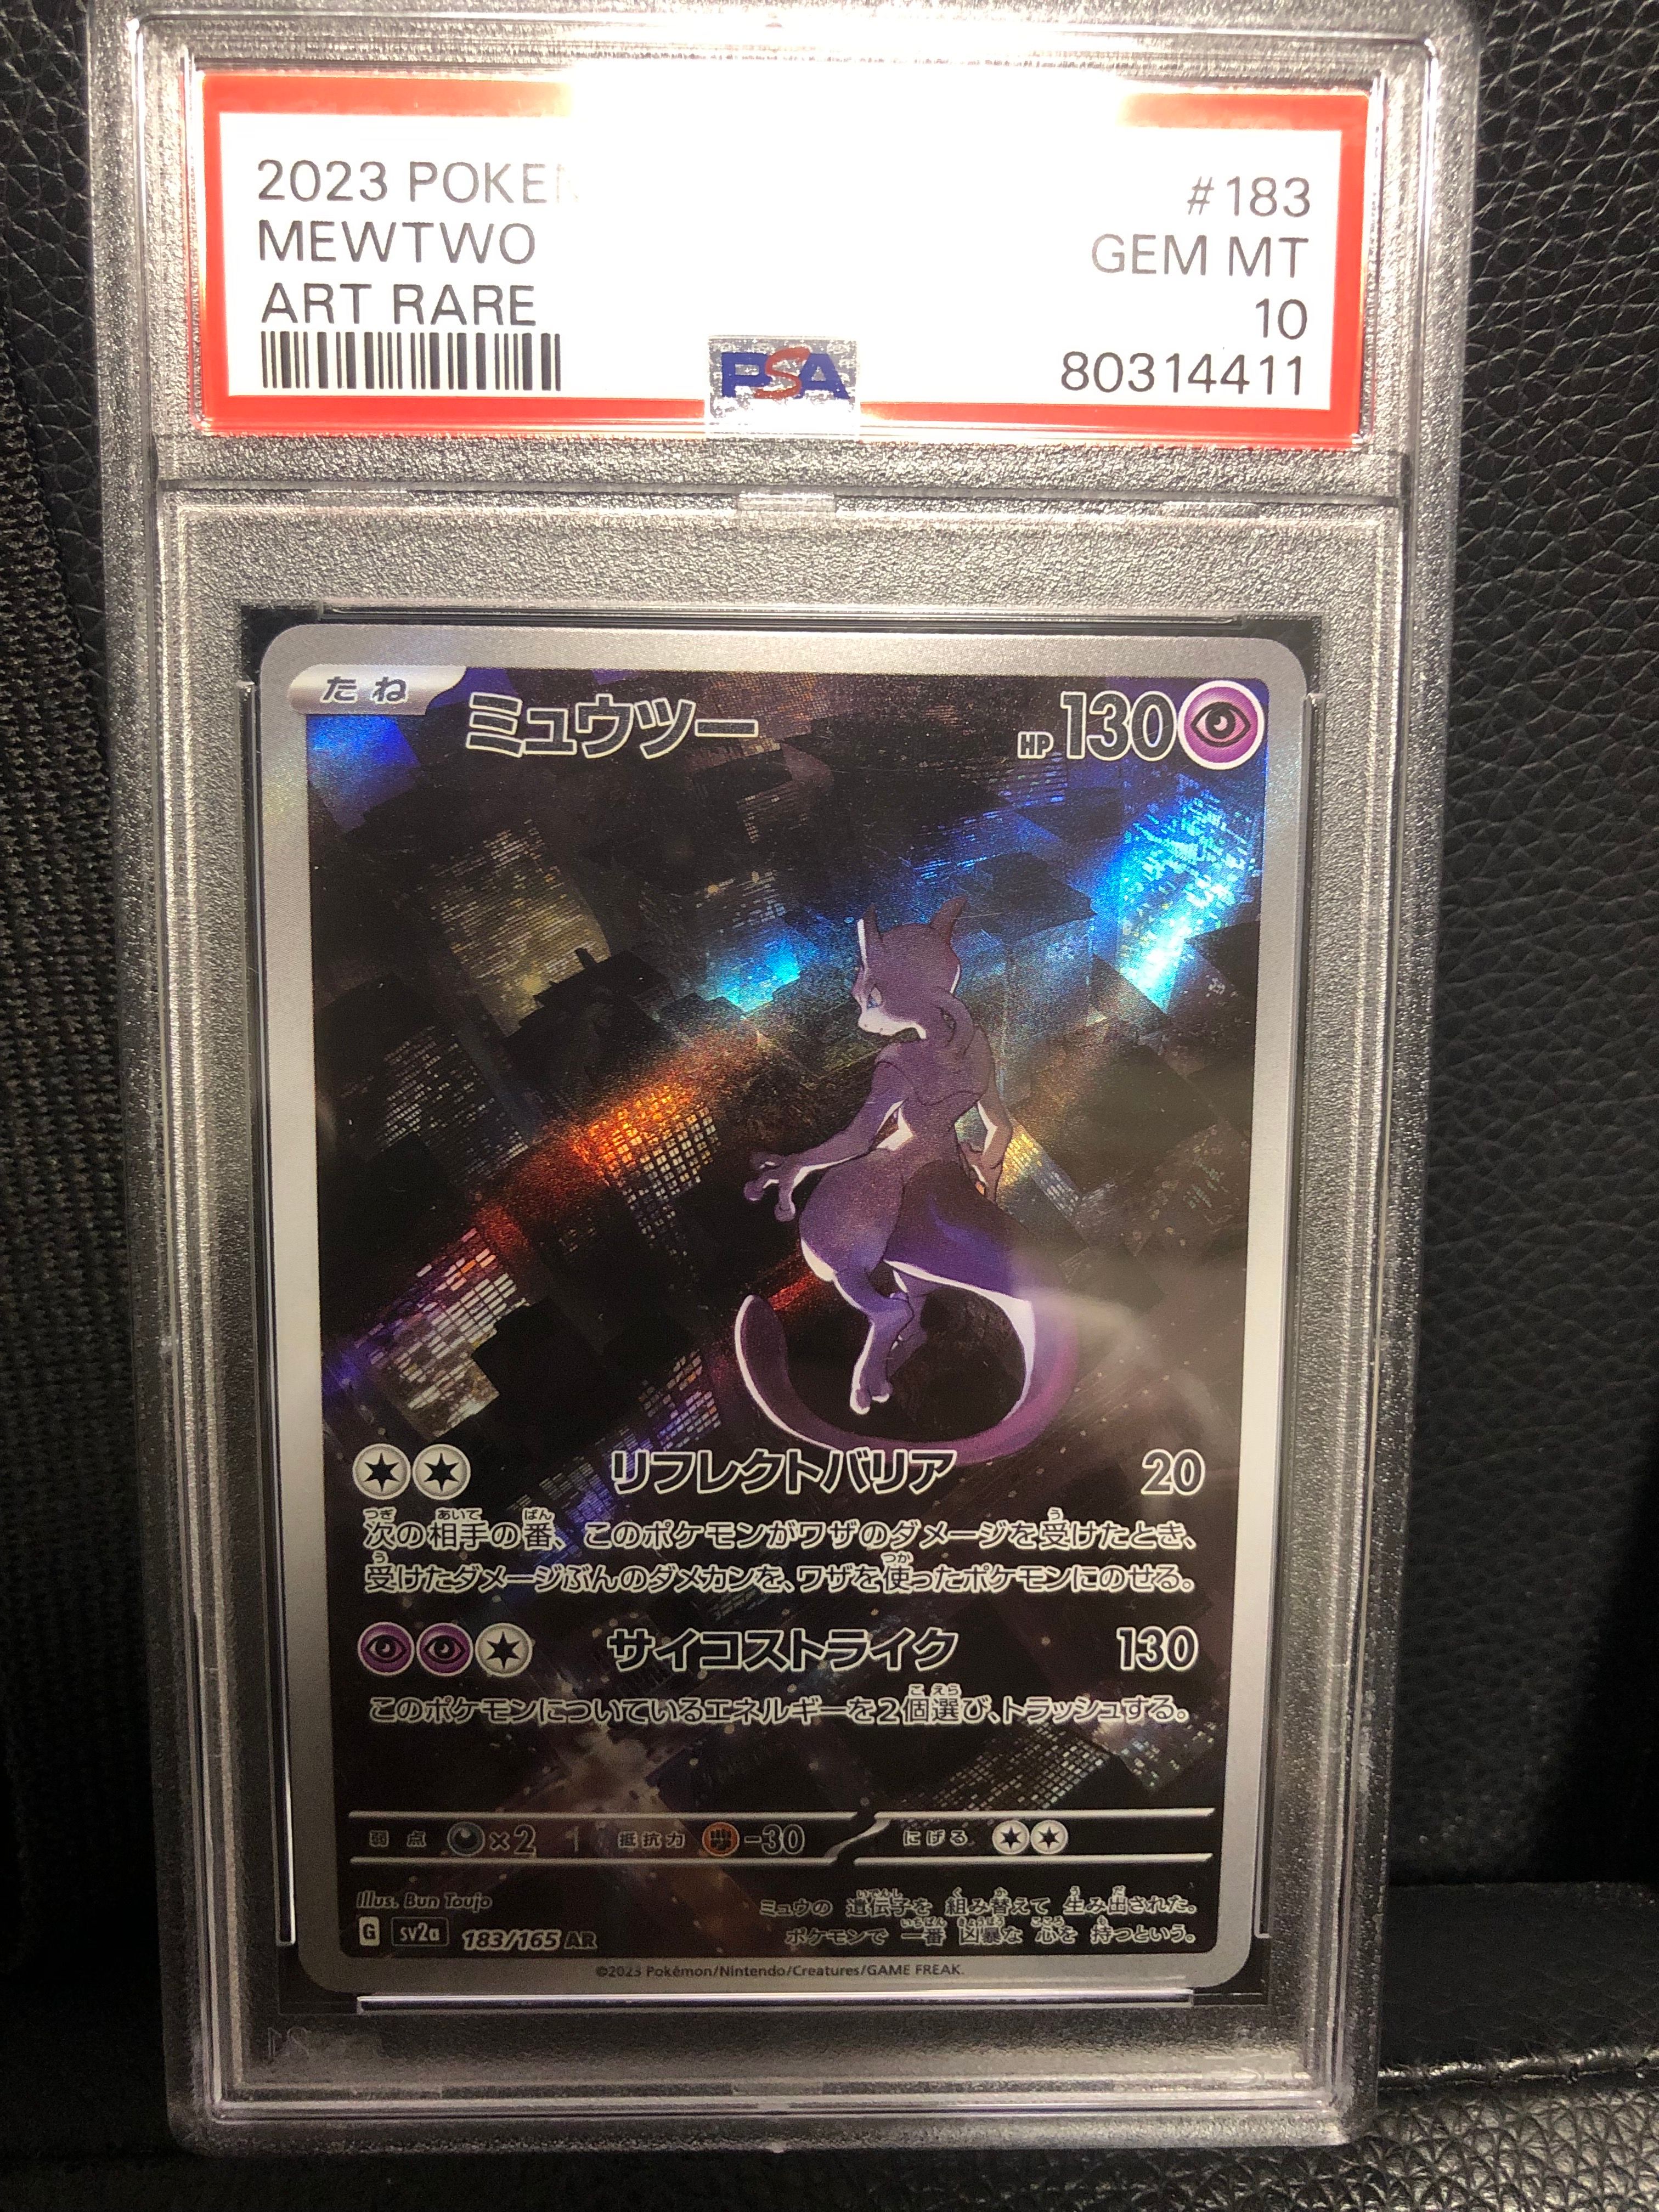 2023 POKEM
#183
MEWTWO
GEM MT
ART RARE
10
PSA
80314411
たね
ミュウツー
HP 130
リフレクトバリア
20
次の相手の番、このポケモンがワザのダメージを受けたとき、
受けたダメージぶんのダメカンを、ワザを使ったポケモンにのせる。
サイコストライク
130
このポケモンについているエネルギーを2個選び、トラッシュする。
弱点 ×2 抵抗力 -30 にげる
Illus. Bun Toujo
ミュウの 遺伝子を 組み替えて 生み出された。
ポケモンで 一番 凶暴な 心を 持つという。
G sv2a 183/165 AR
©2023 Pokémon/Nintendo/Creatures/GAME FREAK.